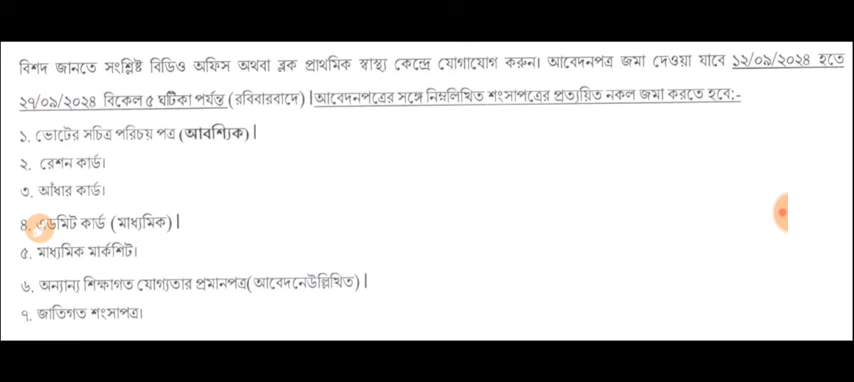 বিশদ জানতে সংশ্লিষ্ট বিডিও অফিস অথবা ব্লক প্রাথমিক স্বাস্থ্য কেন্দ্রে যোগাযোগ করুন। আবেদনপত্র জমা দেওয়া যাবে ১২/০৯/২০২৪ হতে
২৭/০৯/২০২৪ বিকেল ৫ ঘটিকা পর্যন্ত (রবিবারবাদে) | আবেদনপত্রের সঙ্গে নিম্নলিখিত শংসাপত্রের প্রত্যয়িত নকল জমা করতে হবে:-
১. ভোটের সচিত্র পরিচয় পত্র (আবশ্যিক) |
২. রেশন কার্ড।
৩. আঁধার কার্ড।
৪. এডমিট কার্ড (মাধ্যমিক) |
৫. মাধ্যমিক মার্কশিট।
৬. অন্যান্য শিক্ষাগত যোগ্যতার প্রমানপত্র(আবেদনেউল্লিখিত) |
৭. জাতিগত শংসাপত্র।